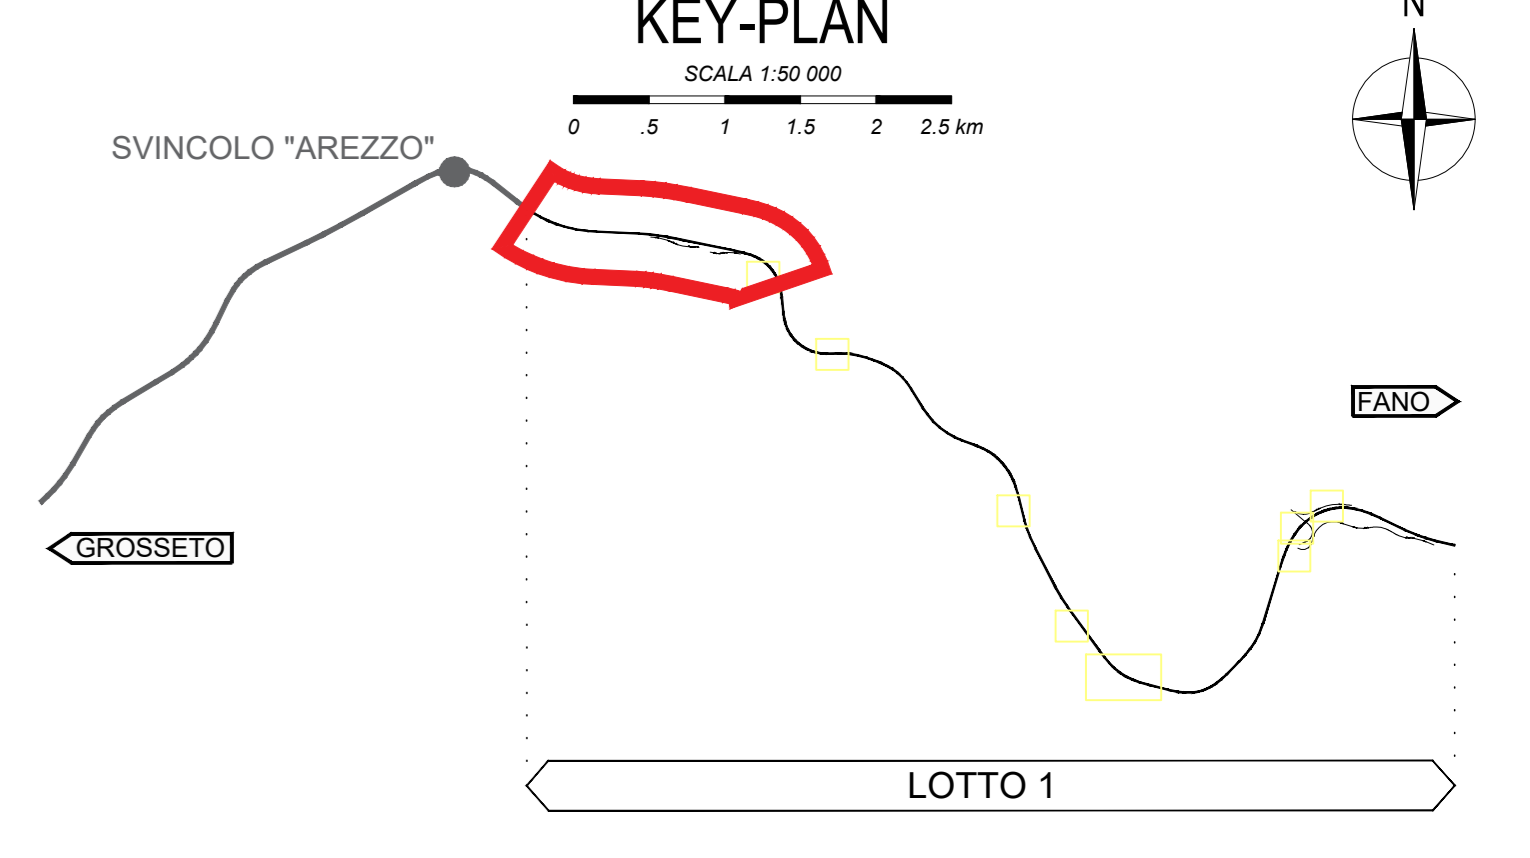 KEY-PLAN
N
SCALA 1:50 000
0 .5 1 1.5 2 2.5 km
SVINCOLO "AREZZO"
FANO
GROSSETO
LOTTO 1